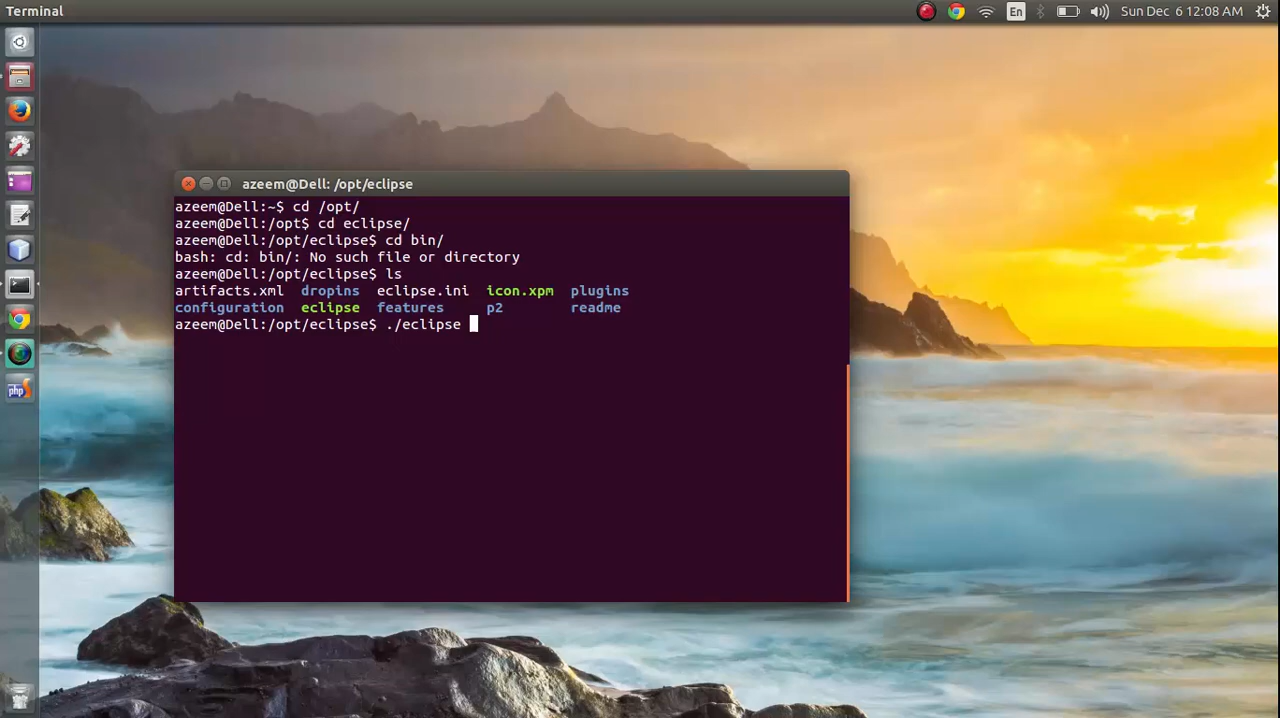 Terminal
En
Sun Dec 6 12:08 AM
azeem@Dell: /opt/eclipse
azeem@Dell:~$ cd /opt/
azeem@Dell:/opt$ cd eclipse/
azeem@Dell:/opt/eclipse$ cd bin/
bash: cd: bin/: No such file or directory
azeem@Dell:/opt/eclipse$ ls
artifacts.xml dropins eclipse.ini icon.xpm plugins
configuration eclipse features p2 readme
azeem@Dell:/opt/eclipse$ ./eclipse
php